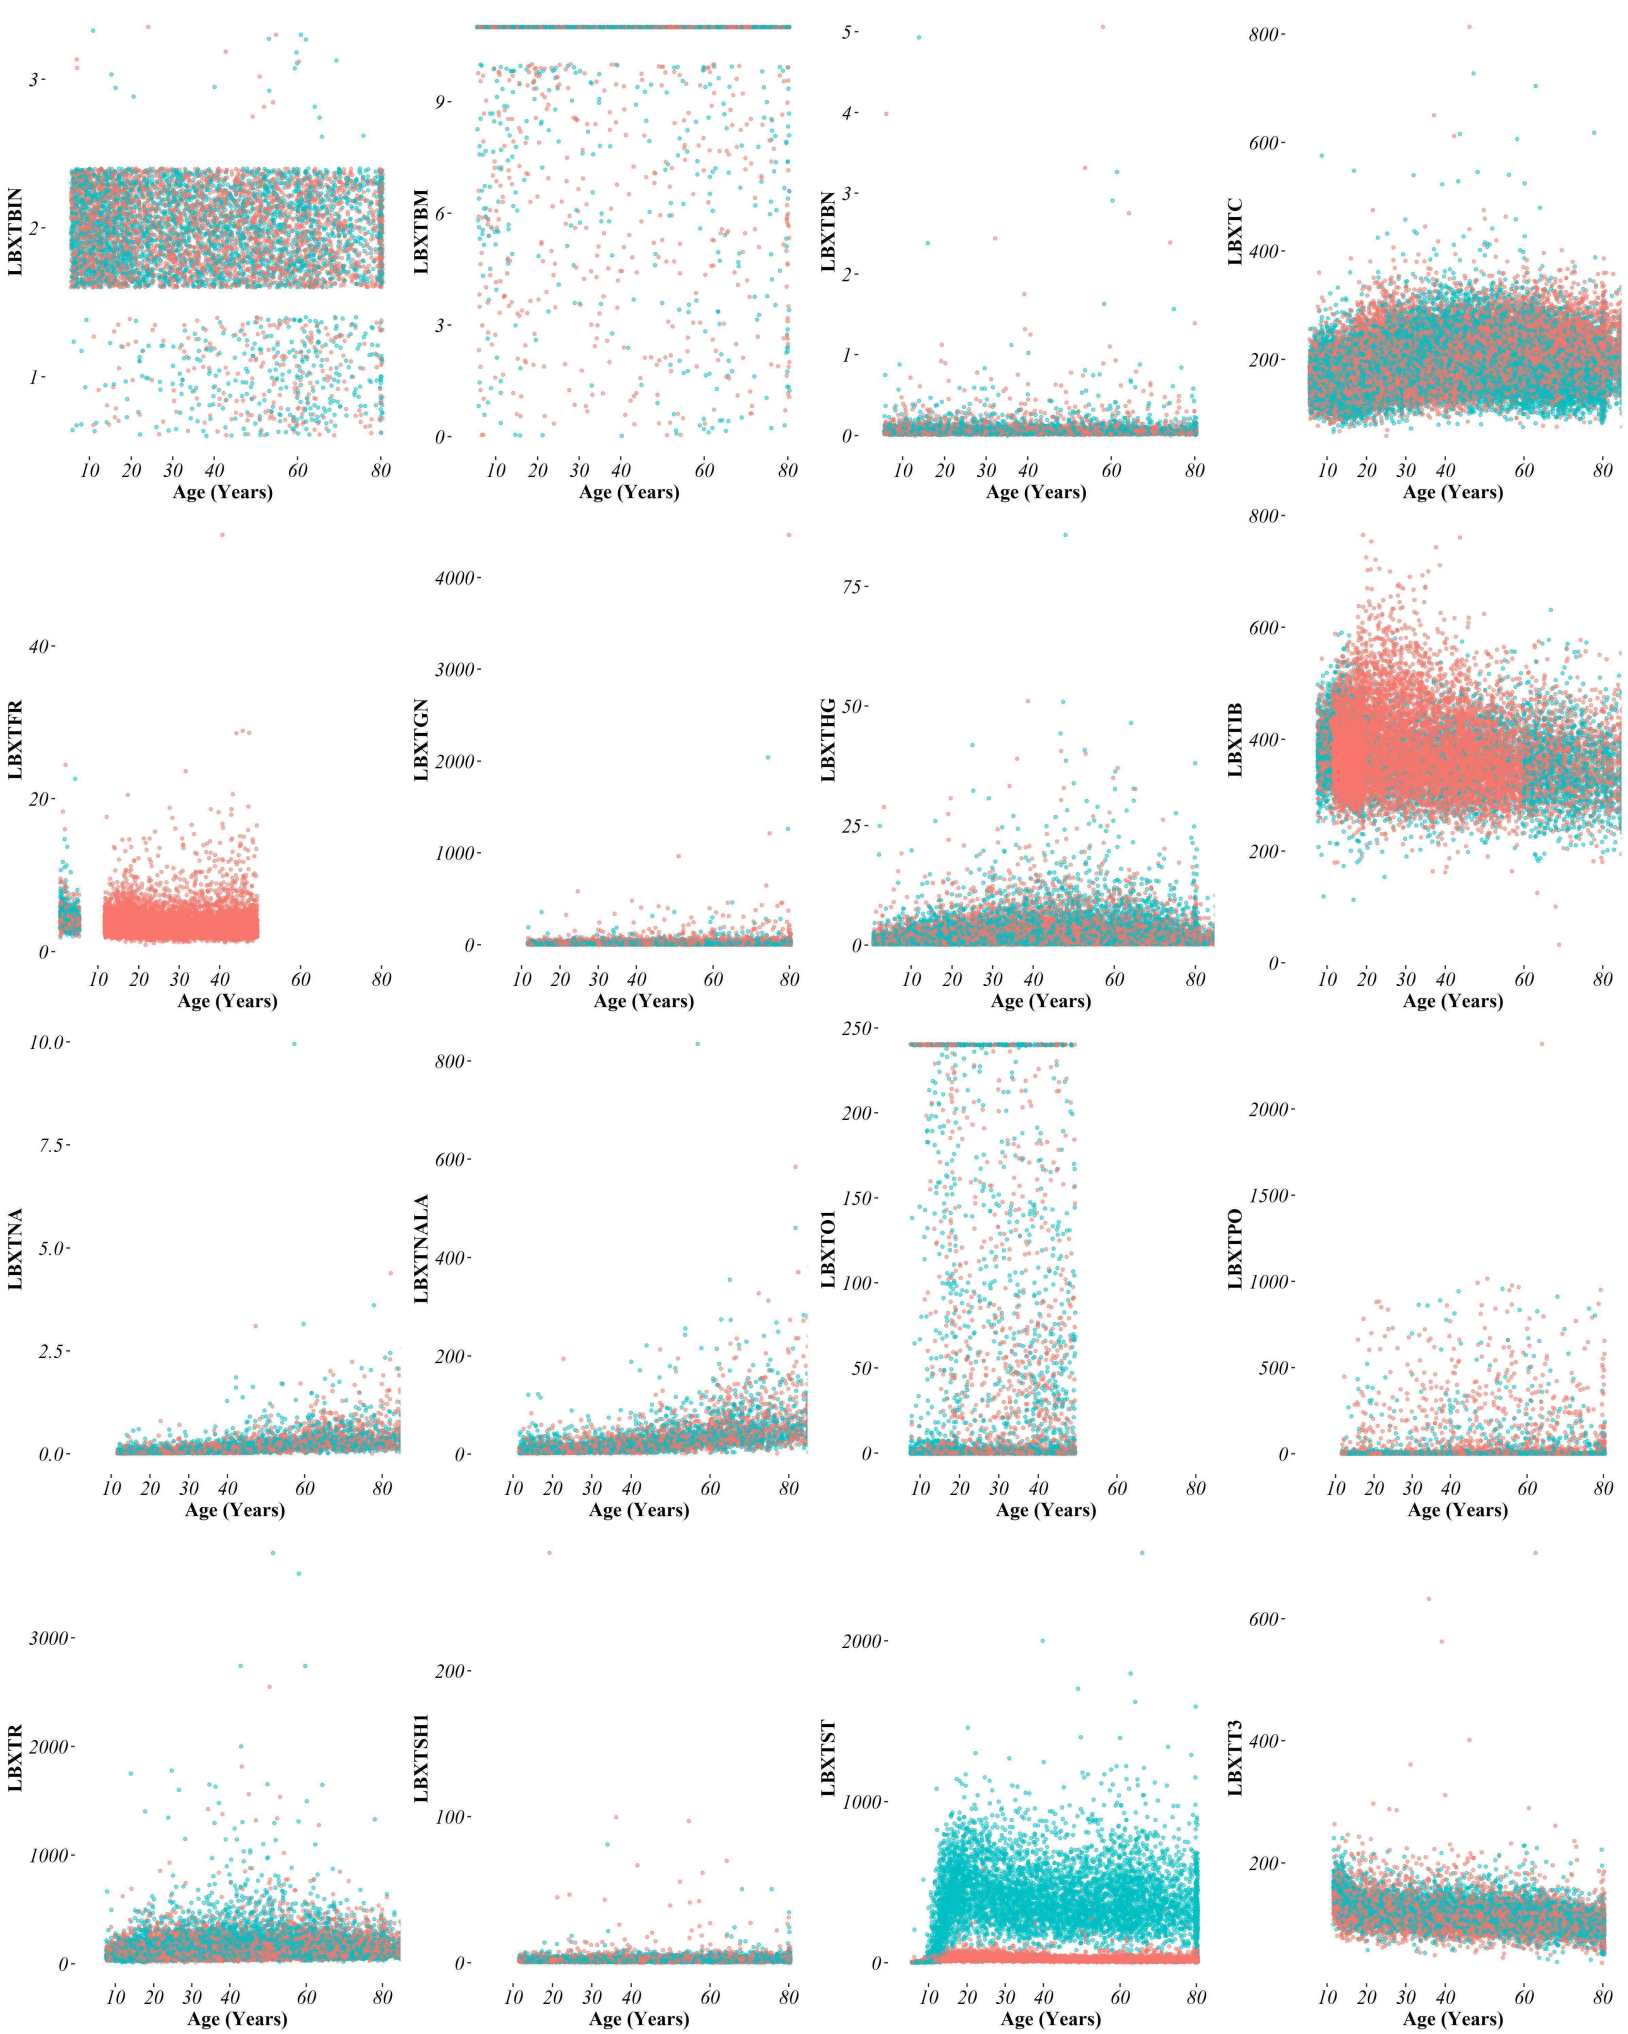 LBXTBIN
3
2
1
10 20 30 40 60 80
Age (Years)
LBXTBM
9
6
3
0
10 20 30 40 60 80
Age (Years)
LBXTBN
5
4
3
2
1
0
10 20 30 40 60 80
Age (Years)
LBXTC
800
600
400
200
10 20 30 40 60 80
Age (Years)
LBXTFR
40
20
0
10 20 30 40 60 80
Age (Years)
LBXTGN
4000
3000
2000
1000
0
10 20 30 40 60 80
Age (Years)
LBXTHG
75
50
25
0
10 20 30 40 60 80
Age (Years)
LBXTIB
800
600
400
200
0
10 20 30 40 60 80
Age (Years)
LBXTNA
10.0
7.5
5.0
2.5
0.0
10 20 30 40 60 80
Age (Years)
LBXTNALA
800
600
400
200
0
10 20 30 40 60 80
Age (Years)
LBXTO1
250
200
150
100
50
0
10 20 30 40 60 80
Age (Years)
LBXTPO
2000
1500
1000
500
0
10 20 30 40 60 80
Age (Years)
LBXTR
3000
2000
1000
0
10 20 30 40 60 80
Age (Years)
LBXTSH1
200
100
0
10 20 30 40 60 80
Age (Years)
LBXTST
2000
1000
0
10 20 30 40 60 80
Age (Years)
LBXTT3
600
400
200
10 20 30 40 60 80
Age (Years)